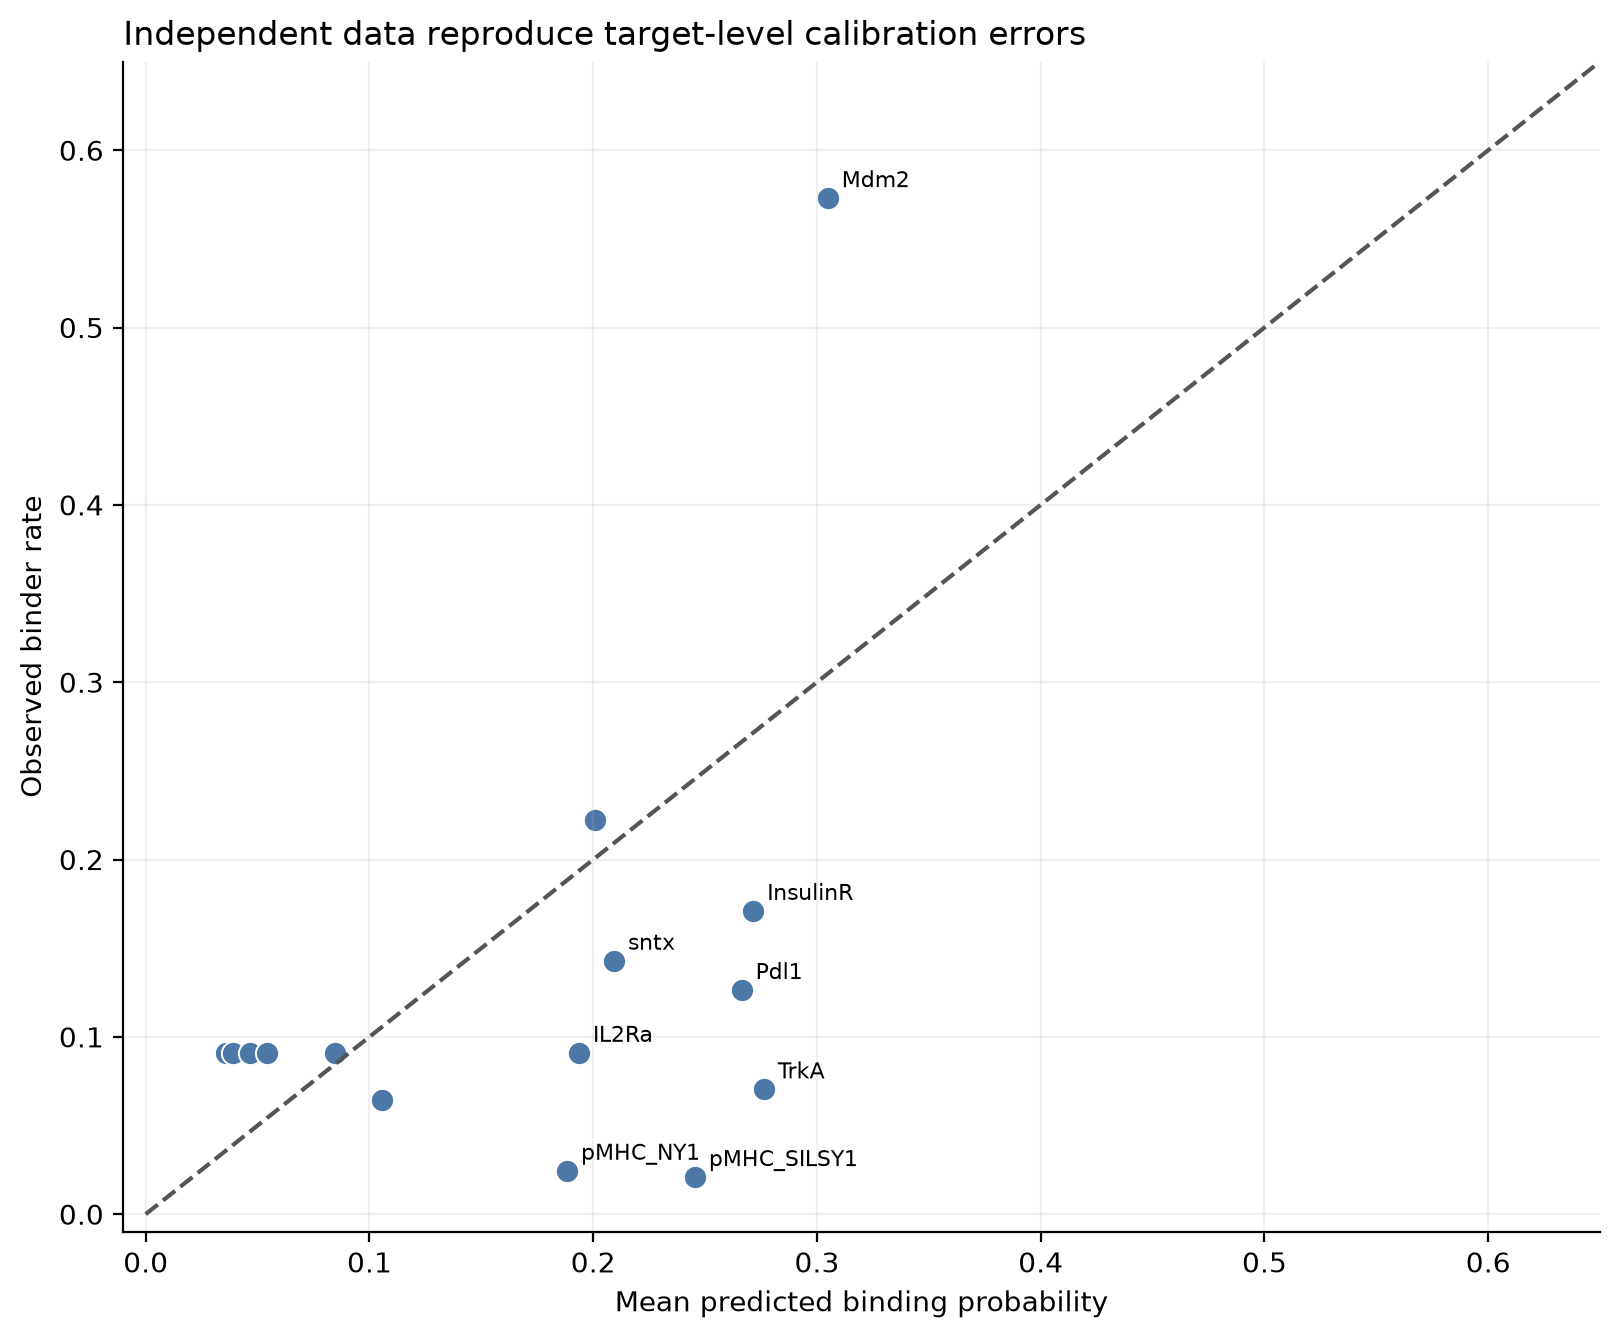 Independent data reproduce target-level calibration errors
Observed binder rate
0.6
0.5
0.4
0.3
0.2
0.1
0.0
Mdm2
InsulinR
sntx
Pdl1
IL2Ra
TrkA
pMHC_NY1
pMHC_SILSY1
0.0 0.1 0.2 0.3 0.4 0.5 0.6
Mean predicted binding probability